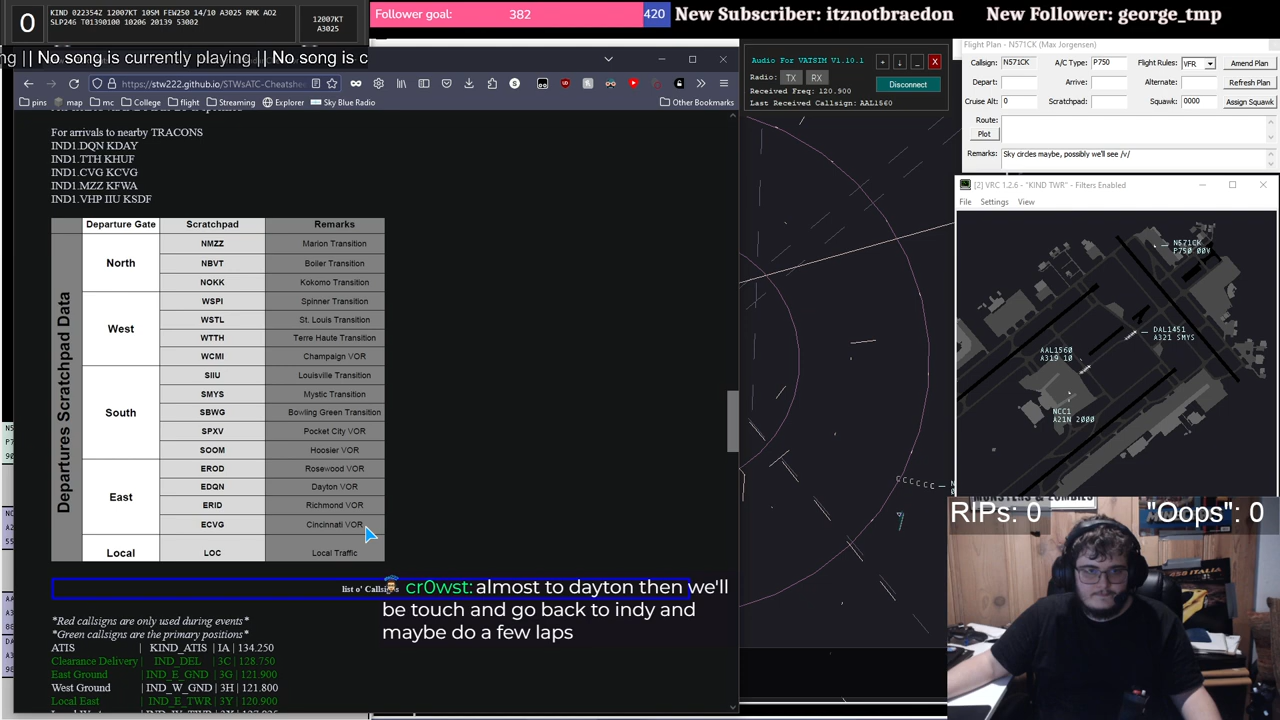 0
KIND 022354Z 12007KT 10SM FEW250 14/10 A3025 RMK AO2
SLP246 T01390100 10206 20139 53002
12007KT
A3025
Follower goal:
382
420
New Subscriber: itznotbraedon
New Follower: george_tmp
ng || No song is currently playing || No song is c
https://stw222.github.io/STWsATC-Cheatshee
pins
map
mc
College
flight
Streaming
Explorer
Sky Blue Radio
Other Bookmarks
For arrivals to nearby TRACONS
IND1.DQN KDAY
IND1.TTH KHUF
IND1.CVG KCVG
IND1.MZZ KFWA
IND1.VHP IIU KSDF
Departures Scratchpad Data
Departure Gate Scratchpad Remarks
North
NMZZ Marion Transition
NBVT Boiler Transition
NOKK Kokomo Transition
West
WSPI Spinner Transition
WSTL St. Louis Transition
WTTH Terre Haute Transition
WCMI Champaign VOR
South
SIIU Louisville Transition
SMYS Mystic Transition
SBWG Bowling Green Transition
SPXV Pocket City VOR
SOOM Hoosier VOR
East
EROD Rosewood VOR
EDQN Dayton VOR
ERID Richmond VOR
ECVG Cincinnati VOR
Local LOC Local Traffic
list o' Callsigns
cr0wst: almost to dayton then we'll
be touch and go back to indy and
maybe do a few laps
*Red callsigns are only used during events*
*Green callsigns are the primary positions*
ATIS | KIND_ATIS | IA | 134.250
Clearance Delivery | IND_DEL | 3C | 128.750
East Ground | IND_E_GND | 3G | 121.900
West Ground | IND_W_GND | 3H | 121.800
Local East | IND_E_TWR | 3Y | 120.900
Audio For VATSIM V1.10.1
Radio: TX RX
Disconnect
Received Freq: 120.900
Last Received Callsign: AAL1560
Flight Plan - N571CK (Max Jorgensen)
Callsign: N571CK A/C Type: P750 Flight Rules: VFR Amend Plan
Depart: Arrive: Alternate: Refresh Plan
Cruise Alt: 0 Scratchpad: Squawk: 0000 Assign Squawk
Route:
Plot
Remarks: Sky circles maybe, possibly we'll see /v/
[2] VRC 1.2.6 - "KIND TWR" - Filters Enabled
File Settings View
N571CK
P750 00V
DAL1451
A321 SMYS
AAL1560
A319 10
NCC1
A21N 2000
CCCCCC
RIPs: 0
"Oops": 0